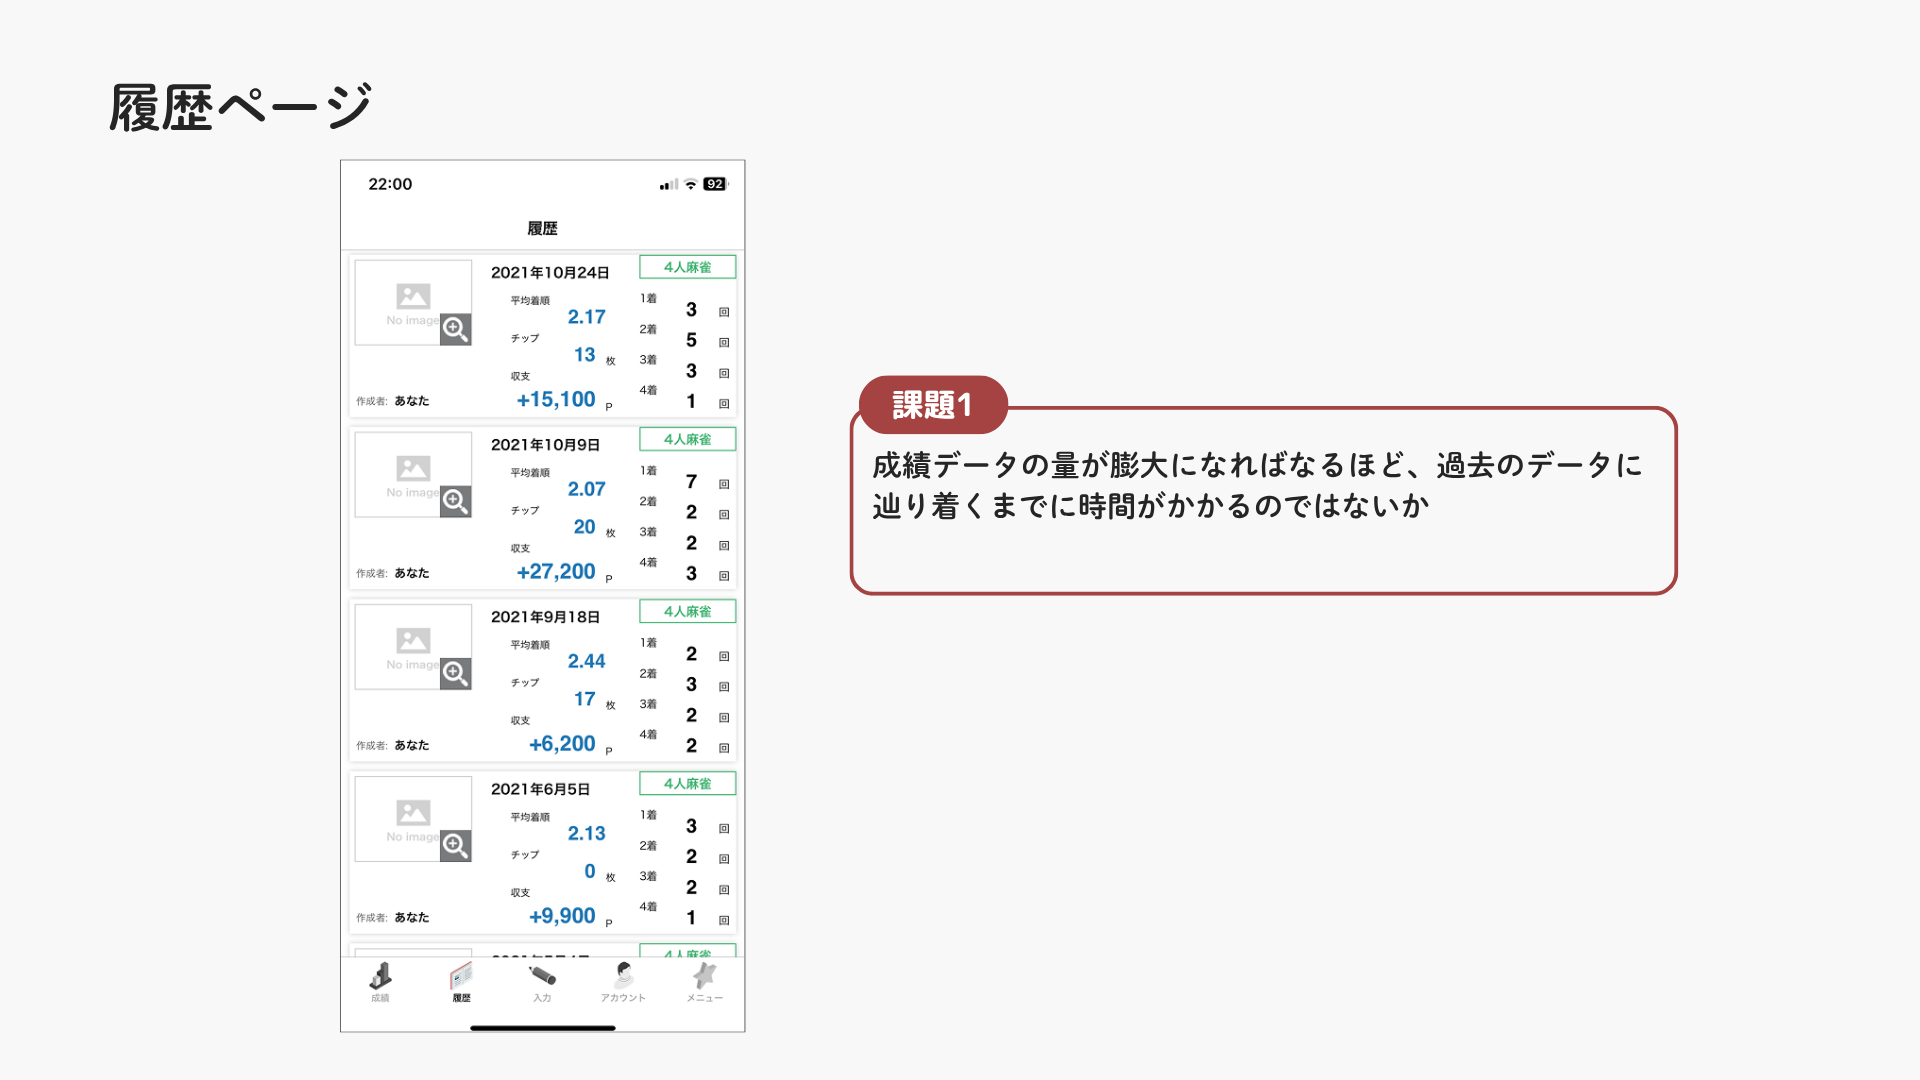 履歴ページ
22:00
92
履歴
2021年10月24日
4人麻雀
No image
平均着順
2.17
チップ
13 枚
収支
+15,100 P
1着 3 回
2着 5 回
3着 3 回
4着 1 回
作成者: あなた
2021年10月9日
4人麻雀
No image
平均着順
2.07
チップ
20 枚
収支
+27,200 P
1着 7 回
2着 2 回
3着 2 回
4着 3 回
作成者: あなた
2021年9月18日
4人麻雀
No image
平均着順
2.44
チップ
17 枚
収支
+6,200 P
1着 2 回
2着 3 回
3着 2 回
4着 2 回
作成者: あなた
2021年6月5日
4人麻雀
No image
平均着順
2.13
チップ
0 枚
収支
+9,900 P
1着 3 回
2着 2 回
3着 2 回
4着 1 回
作成者: あなた
4人麻雀
成績
履歴
入力
アカウント
メニュー
課題1
成績データの量が膨大になればなるほど、過去のデータに
辿り着くまでに時間がかかるのではないか